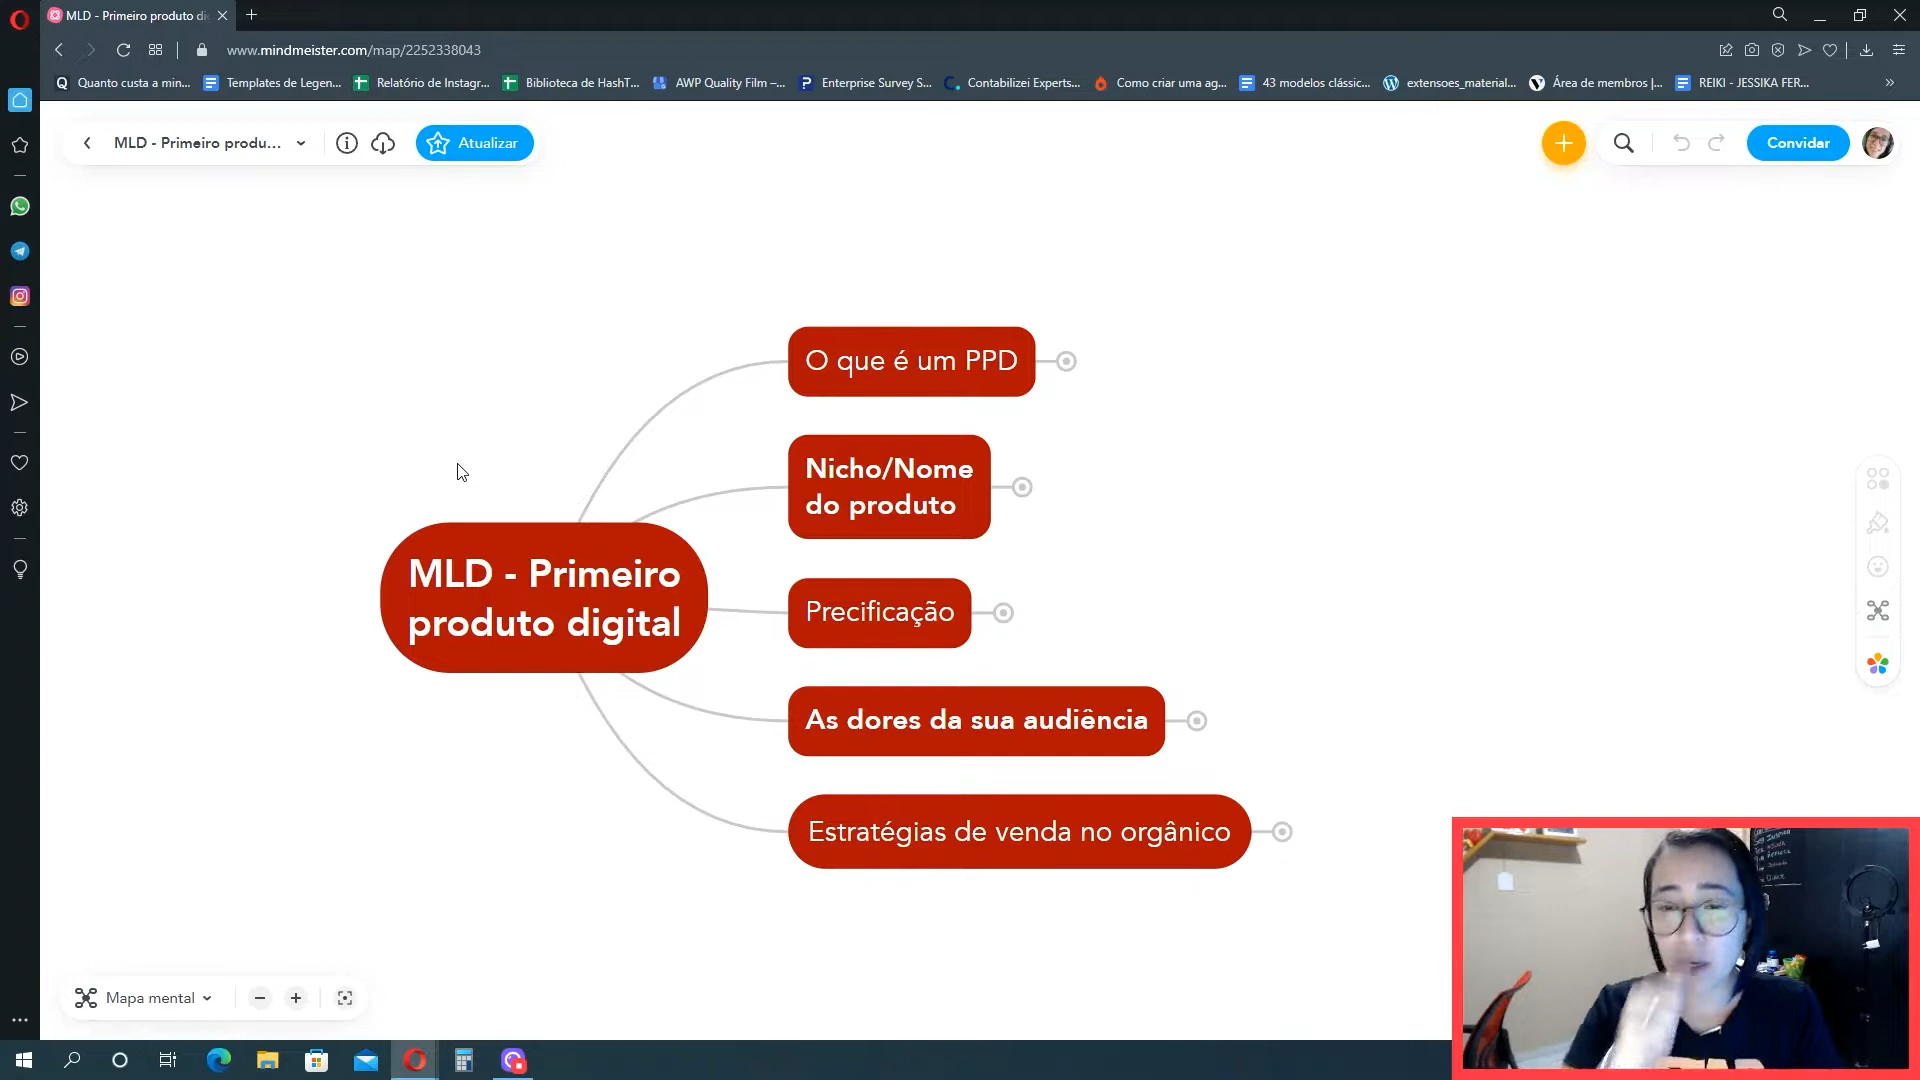 MLD - Primeiro produto di
www.mindmeister.com/map/2252338043
Quanto custa a min...
Templates de Legen...
Relatório de Instagr...
Biblioteca de HashT...
AWP Quality Film –...
Enterprise Survey S...
Contabilizei Experts...
Como criar uma ag...
43 modelos clássic...
extensoes_material...
Área de membros |...
REIKI - JESSIKA FER...
MLD - Primeiro produ...
Atualizar
Convidar
O que é um PPD
Nicho/Nome
do produto
MLD - Primeiro
produto digital
Precificação
As dores da sua audiência
Estratégias de venda no orgânico
Mapa mental